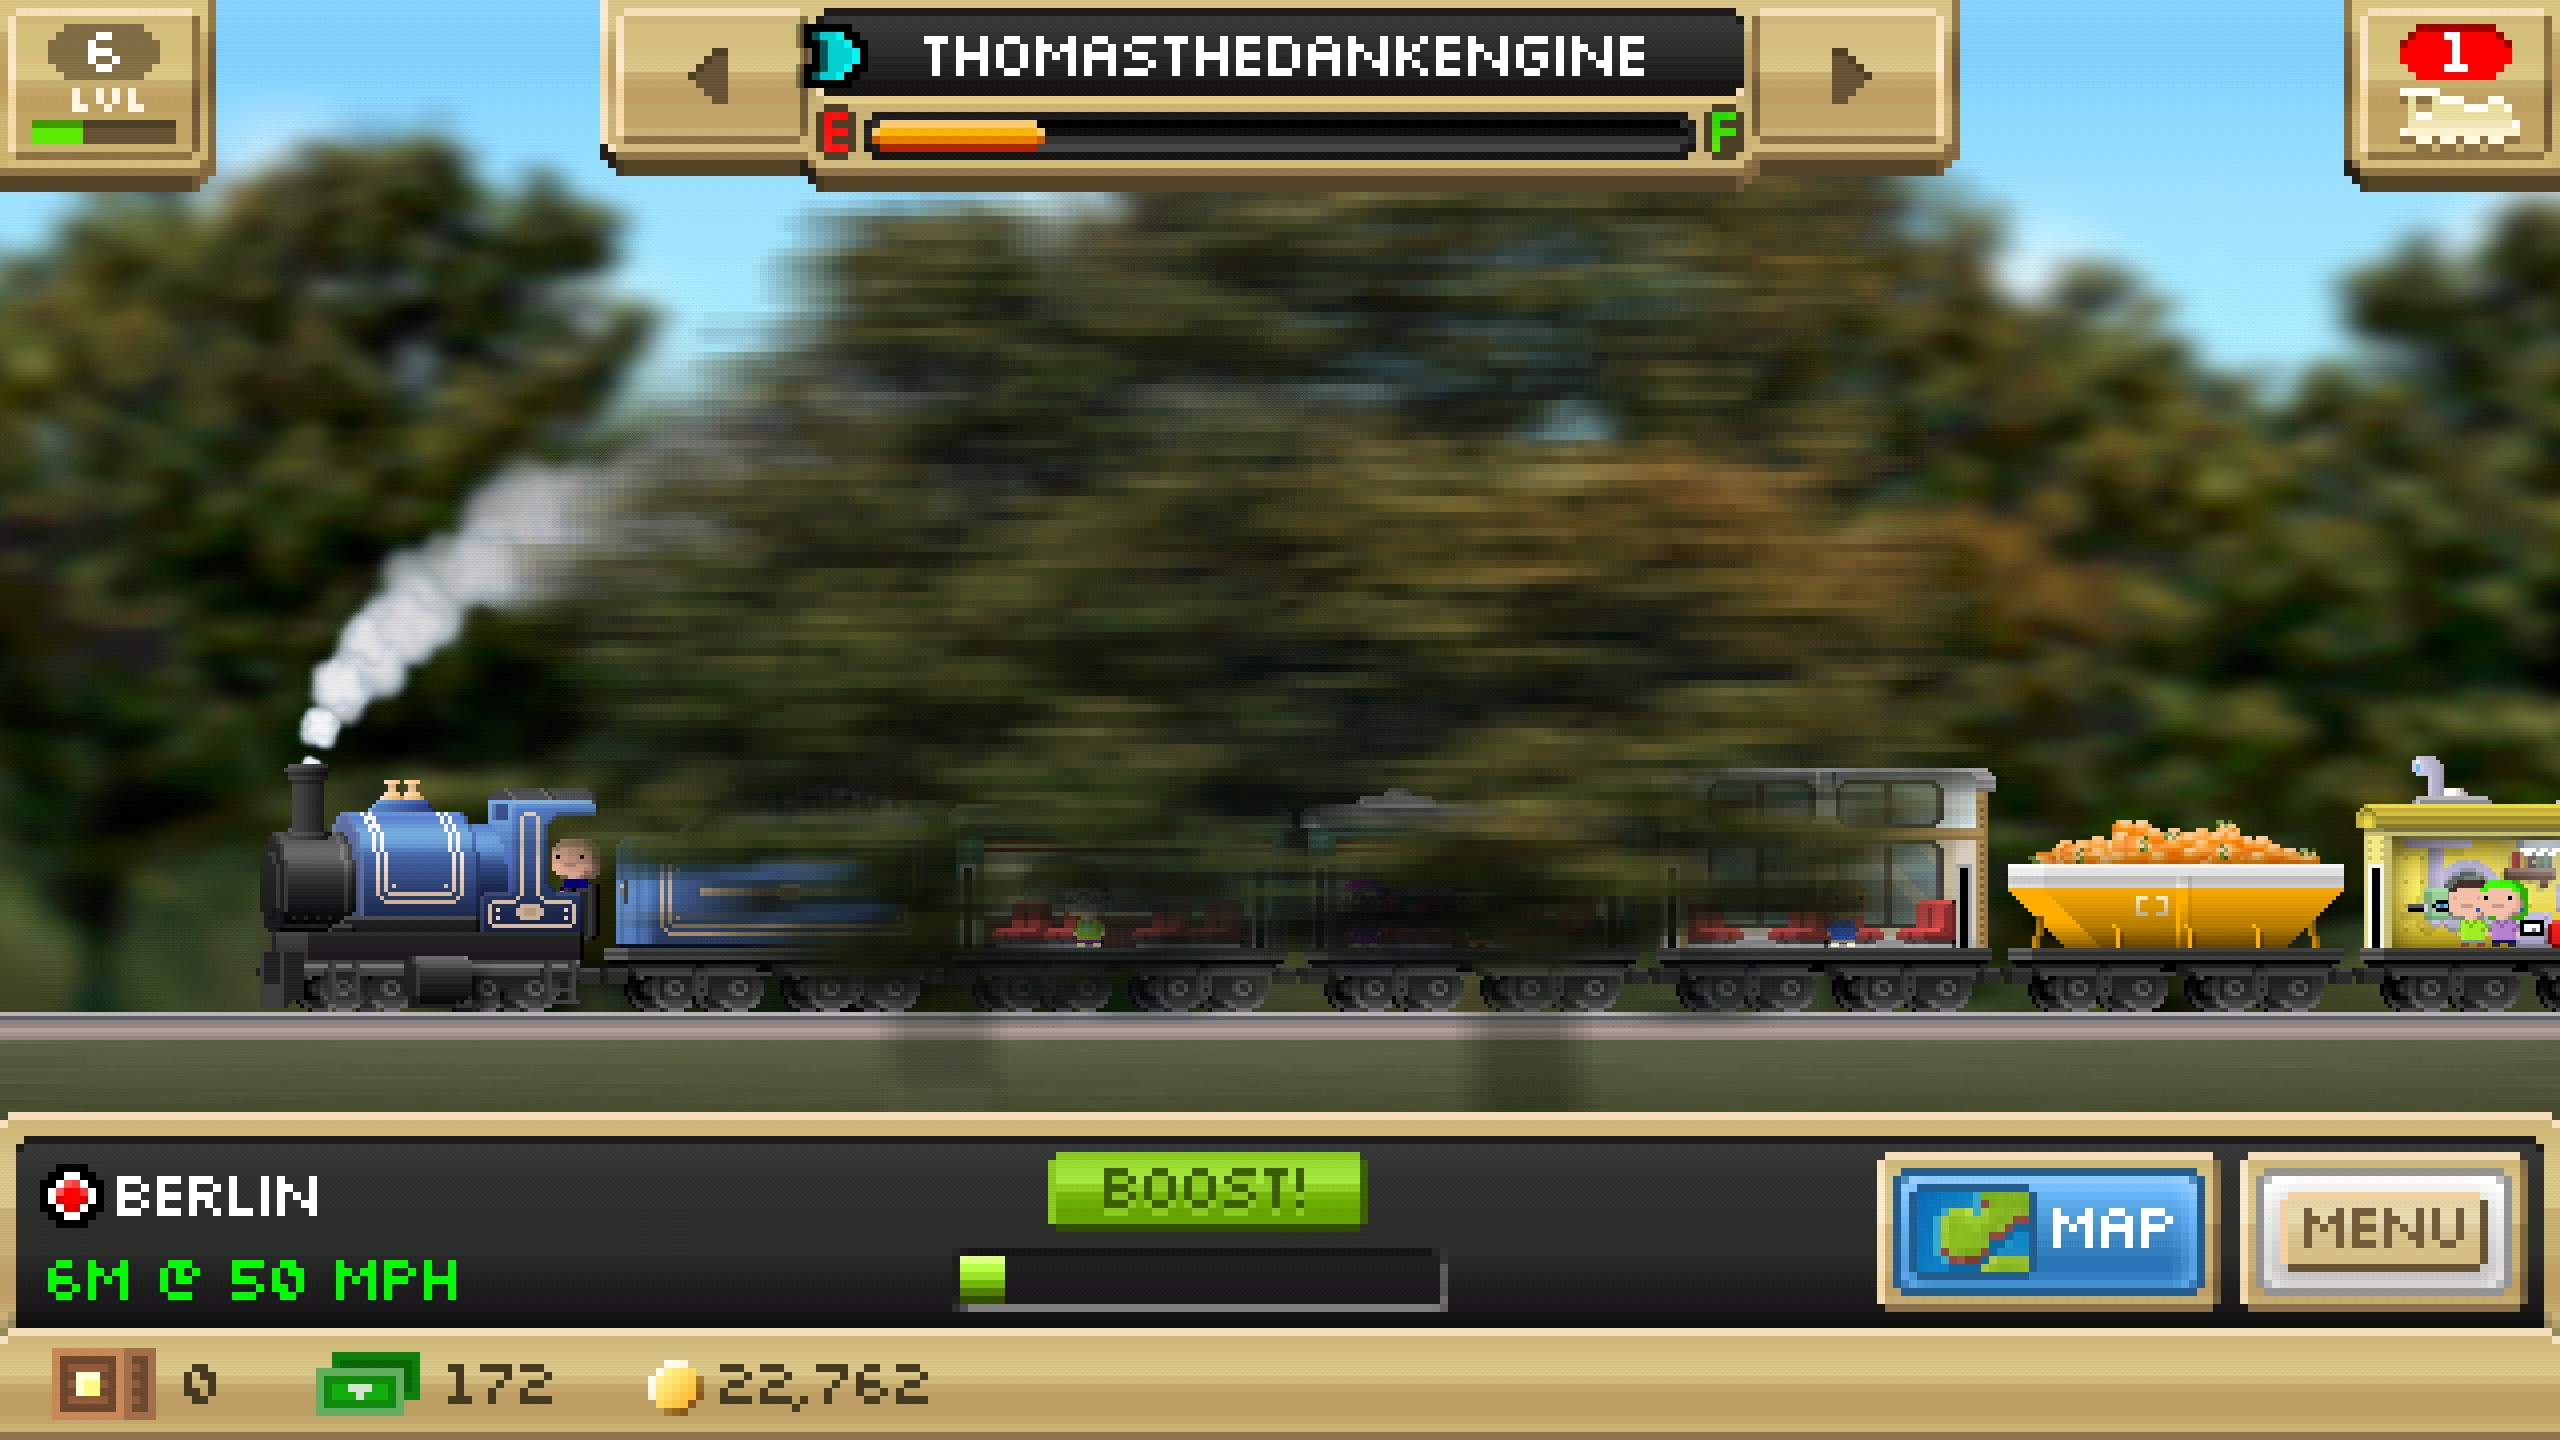 6
LVL
THOMASTHEDANKENGINE
E F
1
BERLIN
6M @ 50 MPH
BOOST!
MAP
MENU
0 172 22,762